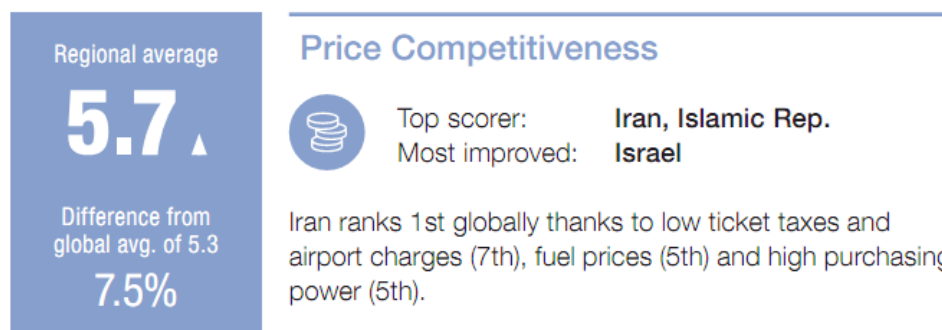 Regional average
5.7 ▲
Difference from
global avg. of 5.3
7.5%
Price Competitiveness
Top scorer: Iran, Islamic Rep.
Most improved: Israel
Iran ranks 1st globally thanks to low ticket taxes and
airport charges (7th), fuel prices (5th) and high purchasing
power (5th).